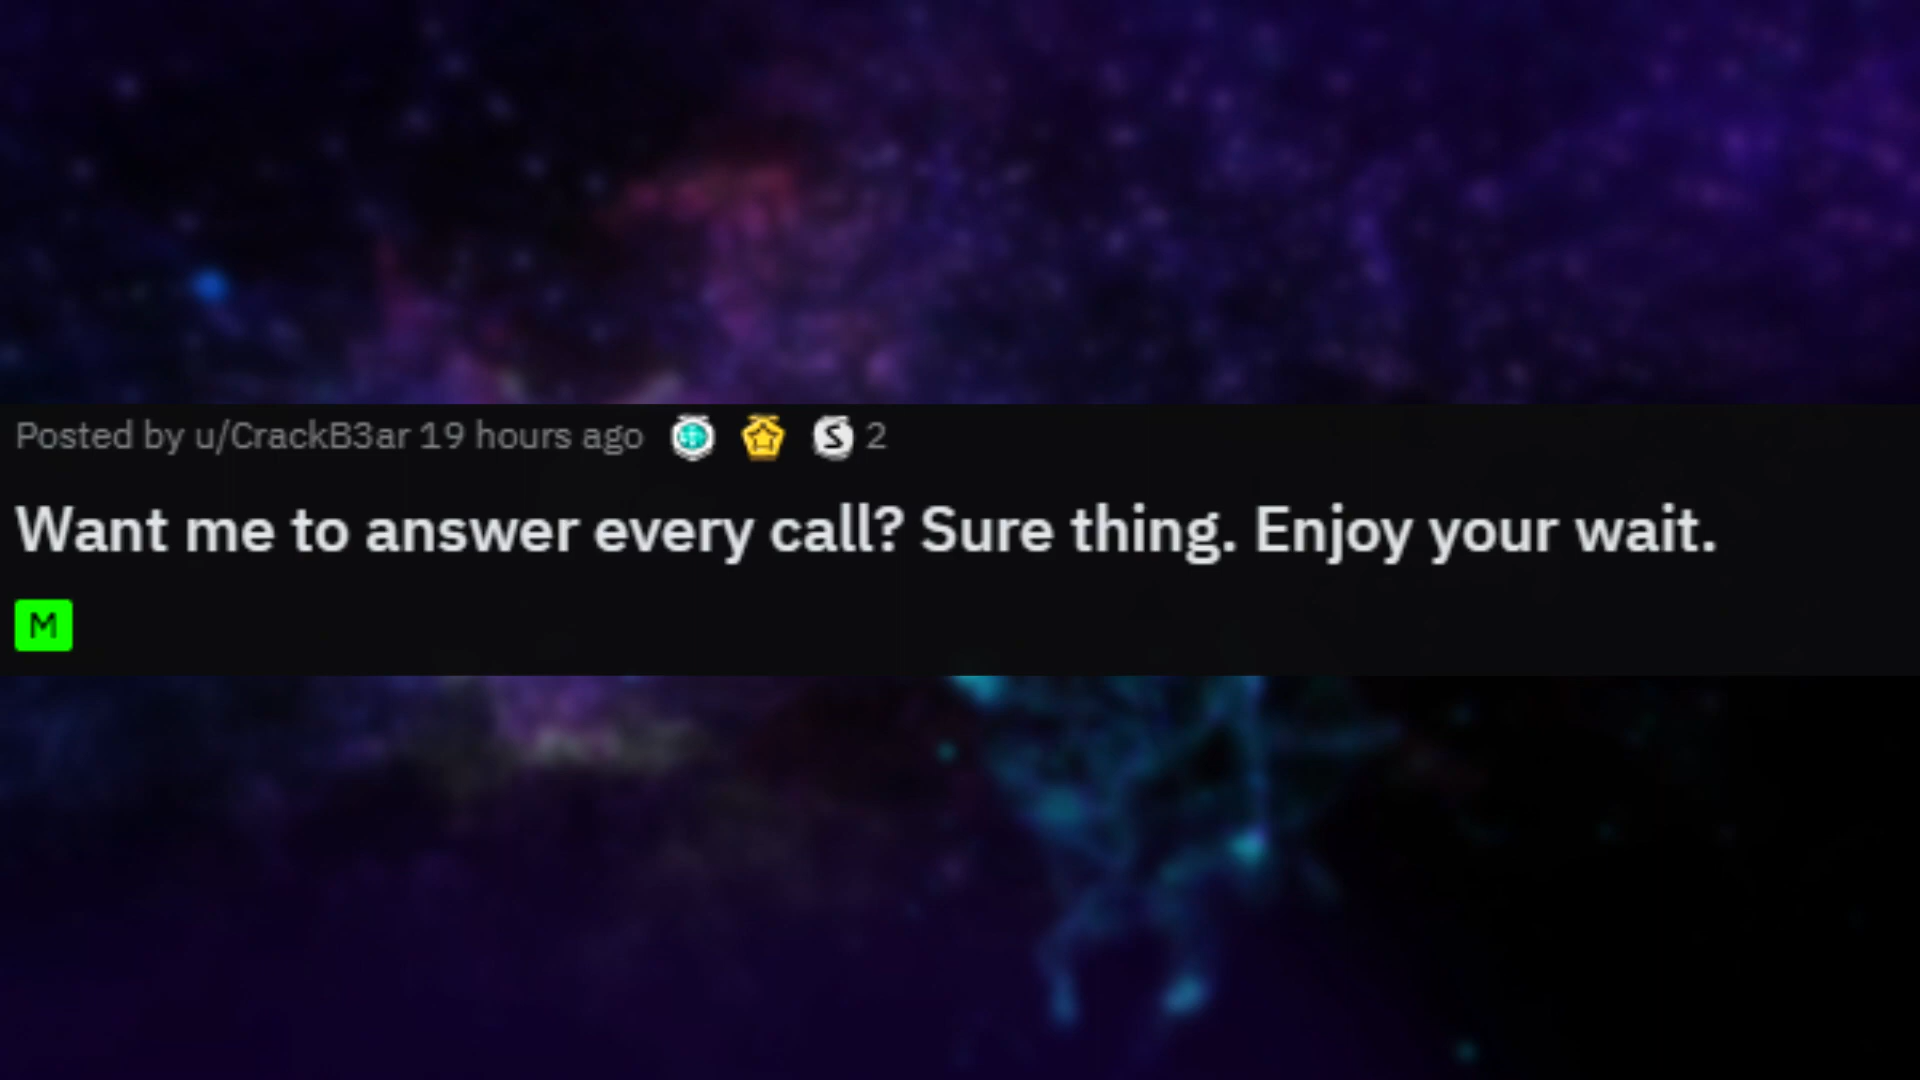 Posted by u/CrackB3ar 19 hours ago S 2
Want me to answer every call? Sure thing. Enjoy your wait.
M